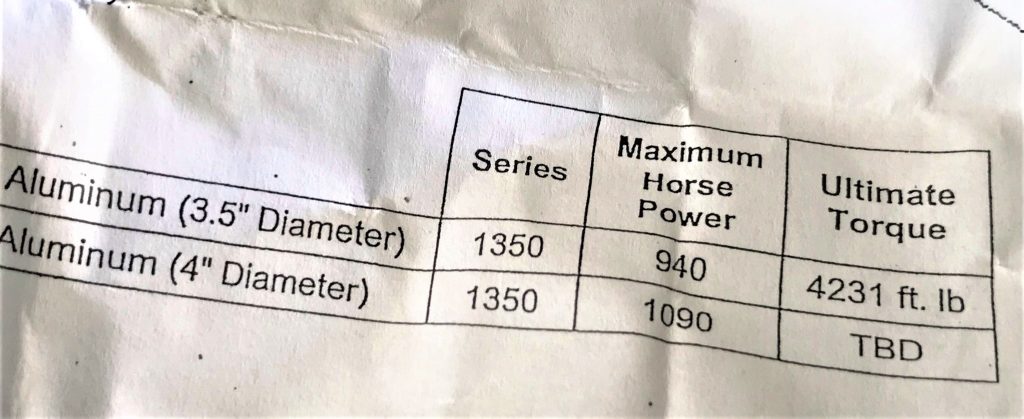 Series Maximum Horse Power Ultimate Torque
Aluminum (3.5" Diameter) 1350 940 4231 ft. lb
Aluminum (4" Diameter) 1350 1090 TBD